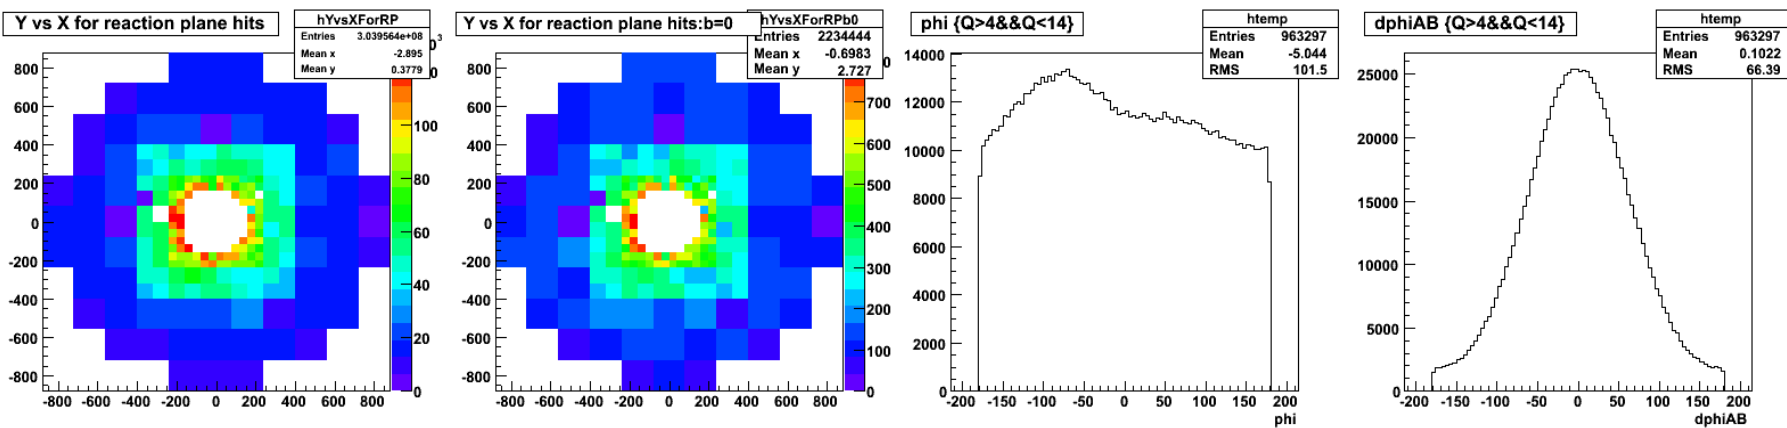 Y vs X for reaction plane hits
hYvsXForRP
Entries 3.039564e+08
Mean x -2.895
Mean y 0.3779
800
600
400
200
0
-200
-400
-600
-800
-800 -600 -400 -200 0 200 400 600 800
100
80
60
40
20
0
Y vs X for reaction plane hits:b=0
hYvsXForRPb0
Entries 2234444
Mean x -0.6983
Mean y 2.727
800
600
400
200
0
-200
-400
-600
-800
-800 -600 -400 -200 0 200 400 600 800
700
600
500
400
300
200
100
0
phi {Q>4&&Q<14}
htemp
Entries 963297
Mean -5.044
RMS 101.5
14000
12000
10000
8000
6000
4000
2000
0
-200 -150 -100 -50 0 50 100 150 200
phi
dphiAB {Q>4&&Q<14}
htemp
Entries 963297
Mean 0.1022
RMS 66.39
25000
20000
15000
10000
5000
0
-200 -150 -100 -50 0 50 100 150 200
dphiAB